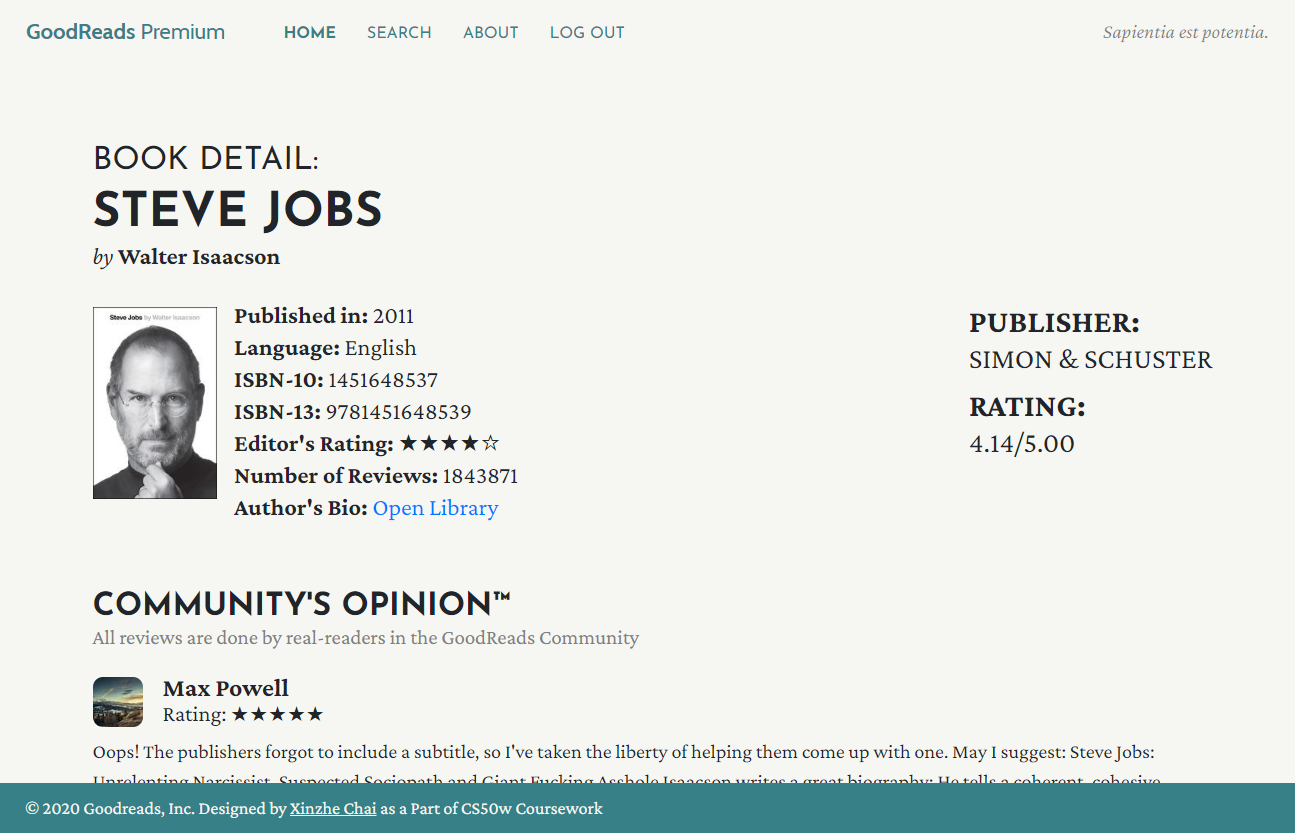 GoodReads Premium HOME SEARCH ABOUT LOG OUT Sapientia est potentia.
BOOK DETAIL:
STEVE JOBS
by Walter Isaacson
Steve Jobs by Walter Isaacson
Published in: 2011
Language: English
ISBN-10: 1451648537
ISBN-13: 9781451648539
Editor's Rating: ★★★★☆
Number of Reviews: 1843871
Author's Bio: Open Library
PUBLISHER:
SIMON & SCHUSTER
RATING:
4.14/5.00
COMMUNITY'S OPINION™
All reviews are done by real-readers in the GoodReads Community
Max Powell
Rating: ★★★★★
Oops! The publishers forgot to include a subtitle, so I've taken the liberty of helping them come up with one. May I suggest: Steve Jobs:
Unrelenting Narcissist, Suspected Sociopath and Giant Fucking Asshole Isaacson writes a great biography: He tells a coherent, cohesive
© 2020 Goodreads, Inc. Designed by Xinzhe Chai as a Part of CS50w Coursework